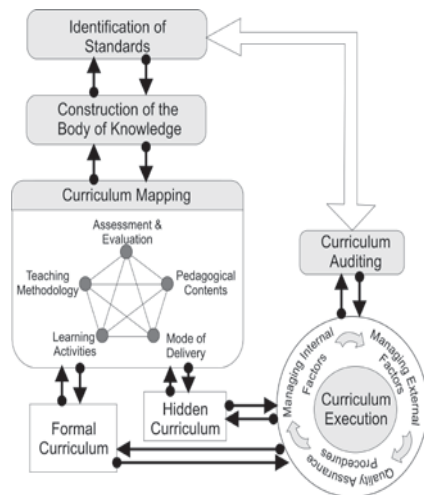 Identification of
Standards
Construction of the
Body of Knowledge
Curriculum Mapping
Assessment &
Evaluation
Teaching
Methodology
Pedagogical
Contents
Learning
Activities
Mode of
Delivery
Formal
Curriculum
Hidden
Curriculum
Curriculum
Auditing
Managing Internal
Factors
Managing External
Factors
Quality Assurance
Procedures
Curriculum
Execution